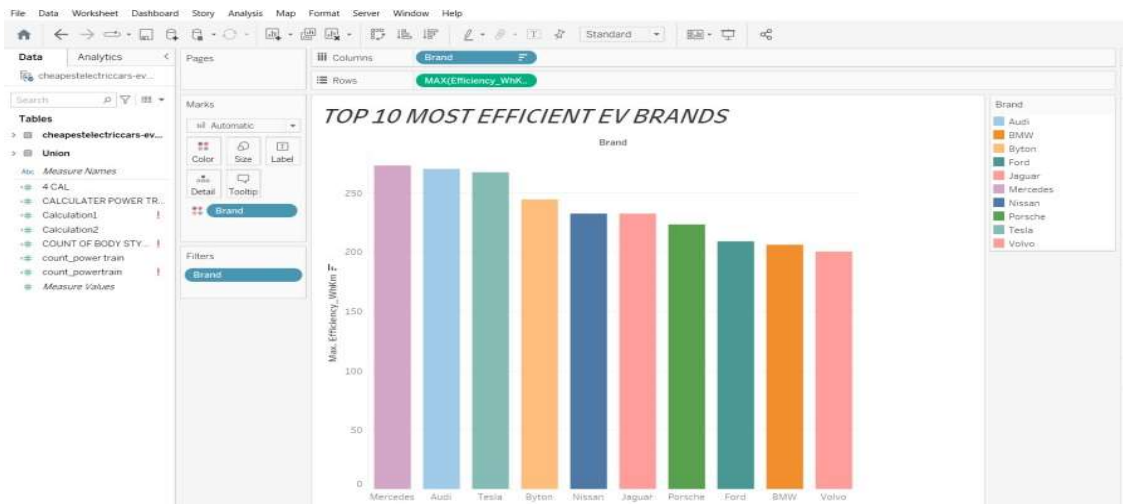 File Data Worksheet Dashboard Story Analysis Map Format Server Window Help
Standard
Data Analytics
cheapestelectriccars-ev...
Search
Tables
cheapestelectriccars-ev...
Union
Abc Measure Names
4 CAL
CALCULATER POWER TR...
Calculation1 !
Calculation2
COUNT OF BODY STY... !
count_power train
count_powertrain !
Measure Values
Pages
Marks
Automatic
Color Size Label
Detail Tooltip
Brand
Filters
Brand
Columns Brand
Rows MAX(Efficiency_WhK..
TOP 10 MOST EFFICIENT EV BRANDS
Brand
Max. Efficiency_WhKm
250
200
150
100
50
0
Mercedes Audi Tesla Byton Nissan Jaguar Porsche Ford BMW Volvo
Brand
Audi
BMW
Byton
Ford
Jaguar
Mercedes
Nissan
Porsche
Tesla
Volvo